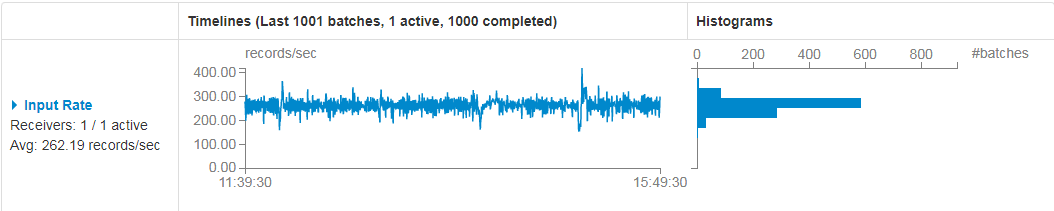 Timelines (Last 1001 batches, 1 active, 1000 completed)
Histograms
Input Rate
Receivers: 1 / 1 active
Avg: 262.19 records/sec
records/sec
400.00
300.00
200.00
100.00
0.00
11:39:30
15:49:30
0 200 400 600 800 #batches